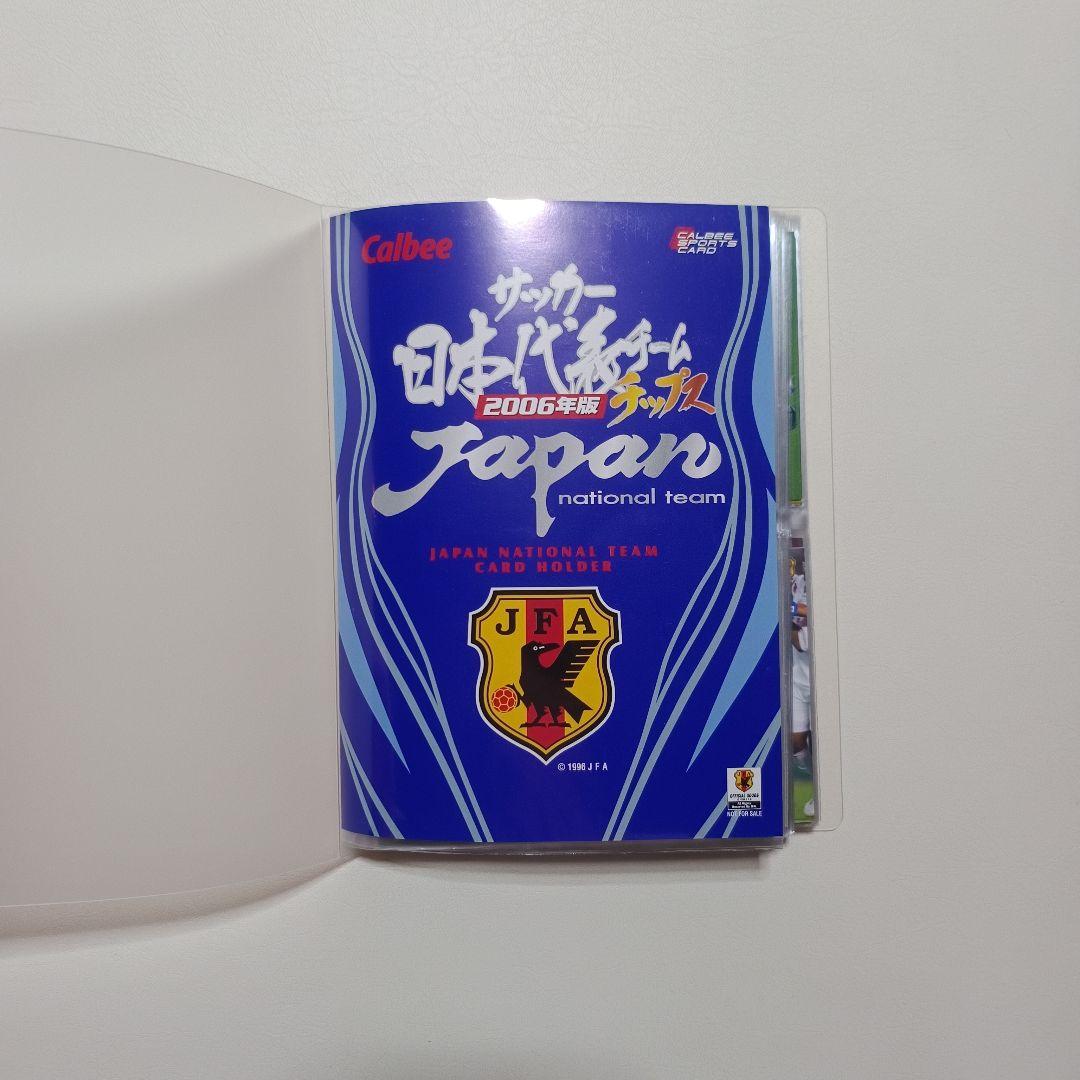 Calbee
CALBEE
SPORTS
CARD
サッカー
日本代表チーム
2006年版
チップス
Japan
national team
JAPAN NATIONAL TEAM
CARD HOLDER
JFA
© 1996 J F A
OFFICIAL GOODS
NOT FOR SALE